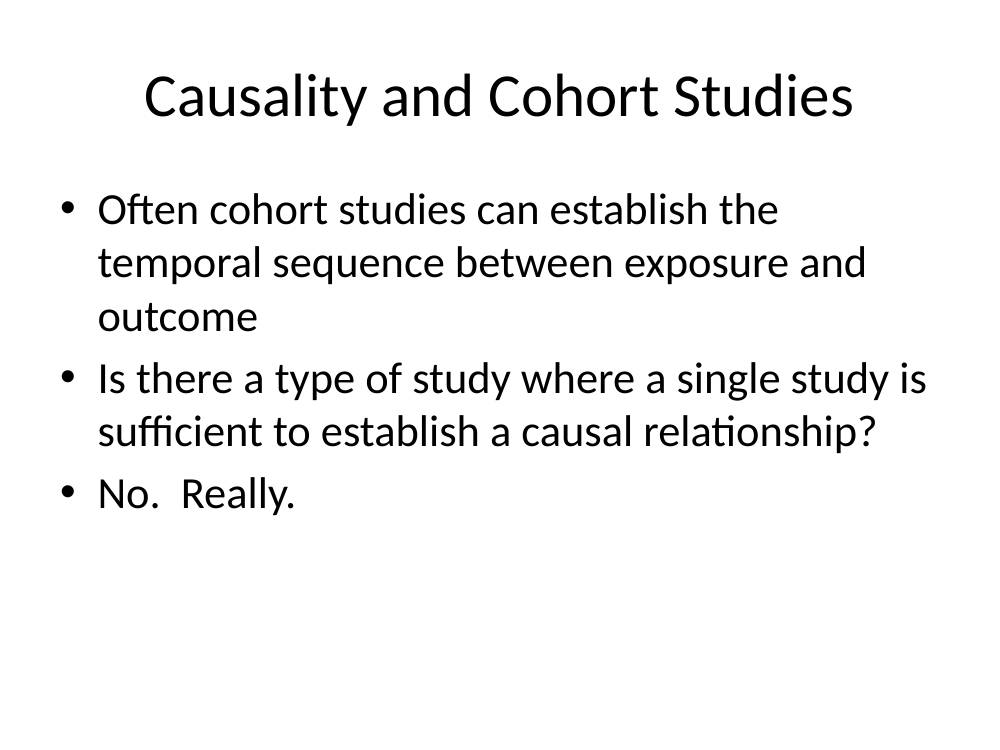 Causality and Cohort Studies
• Often cohort studies can establish the
temporal sequence between exposure and
outcome
• Is there a type of study where a single study is
sufficient to establish a causal relationship?
• No.  Really.